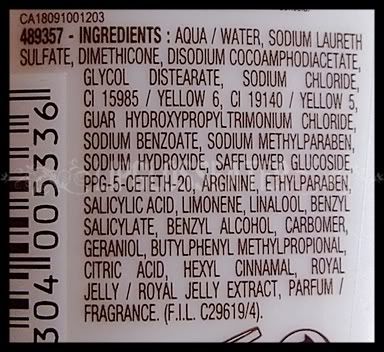 CA18091001203
489357 - INGREDIENTS : AQUA / WATER, SODIUM LAURETH
SULFATE, DIMETHICONE, DISODIUM COCOAMPHODIACETATE,
GLYCOL DISTEARATE, SODIUM CHLORIDE,
CI 15985 / YELLOW 6, CI 19140 / YELLOW 5,
GUAR HYDROXYPROPYLTRIMONIUM CHLORIDE,
SODIUM BENZOATE, SODIUM METHYLPARABEN,
SODIUM HYDROXIDE, SAFFLOWER GLUCOSIDE,
PPG-5-CETETH-20, ARGININE, ETHYLPARABEN,
SALICYLIC ACID, LIMONENE, LINALOOL, BENZYL
SALICYLATE, BENZYL ALCOHOL, CARBOMER,
GERANIOL, BUTYLPHENYL METHYLPROPIONAL,
CITRIC ACID, HEXYL CINNAMAL, ROYAL
JELLY / ROYAL JELLY EXTRACT, PARFUM /
FRAGRANCE. (F.I.L. C29619/4).
304005336